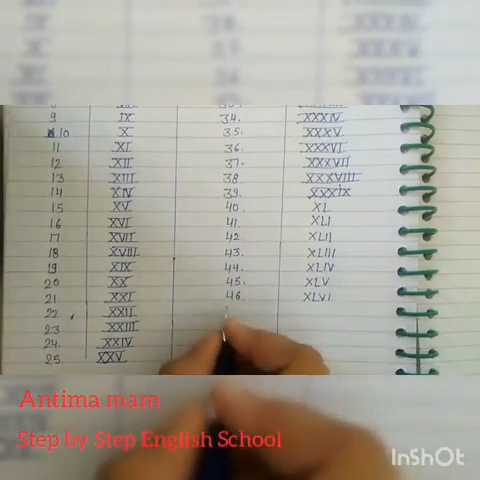 9 IX 34. XXXIV
10 X 35. XXXV
11 XI 36. XXXVI
12 XII 37. XXXVII
13 XIII 38. XXXVIII
14 XIV 39. XXXIX
15 XV 40. XL
16 XVI 41. XLI
17 XVII 42. XLII
18 XVIII 43. XLIII
19 XIX 44. XLIV
20 XX 45. XLV
21 XXI 46. XLVI
22 XXII
23 XXIII
24. XXIV
25 XXV
Antima mam
Step by Step English School
InShOt